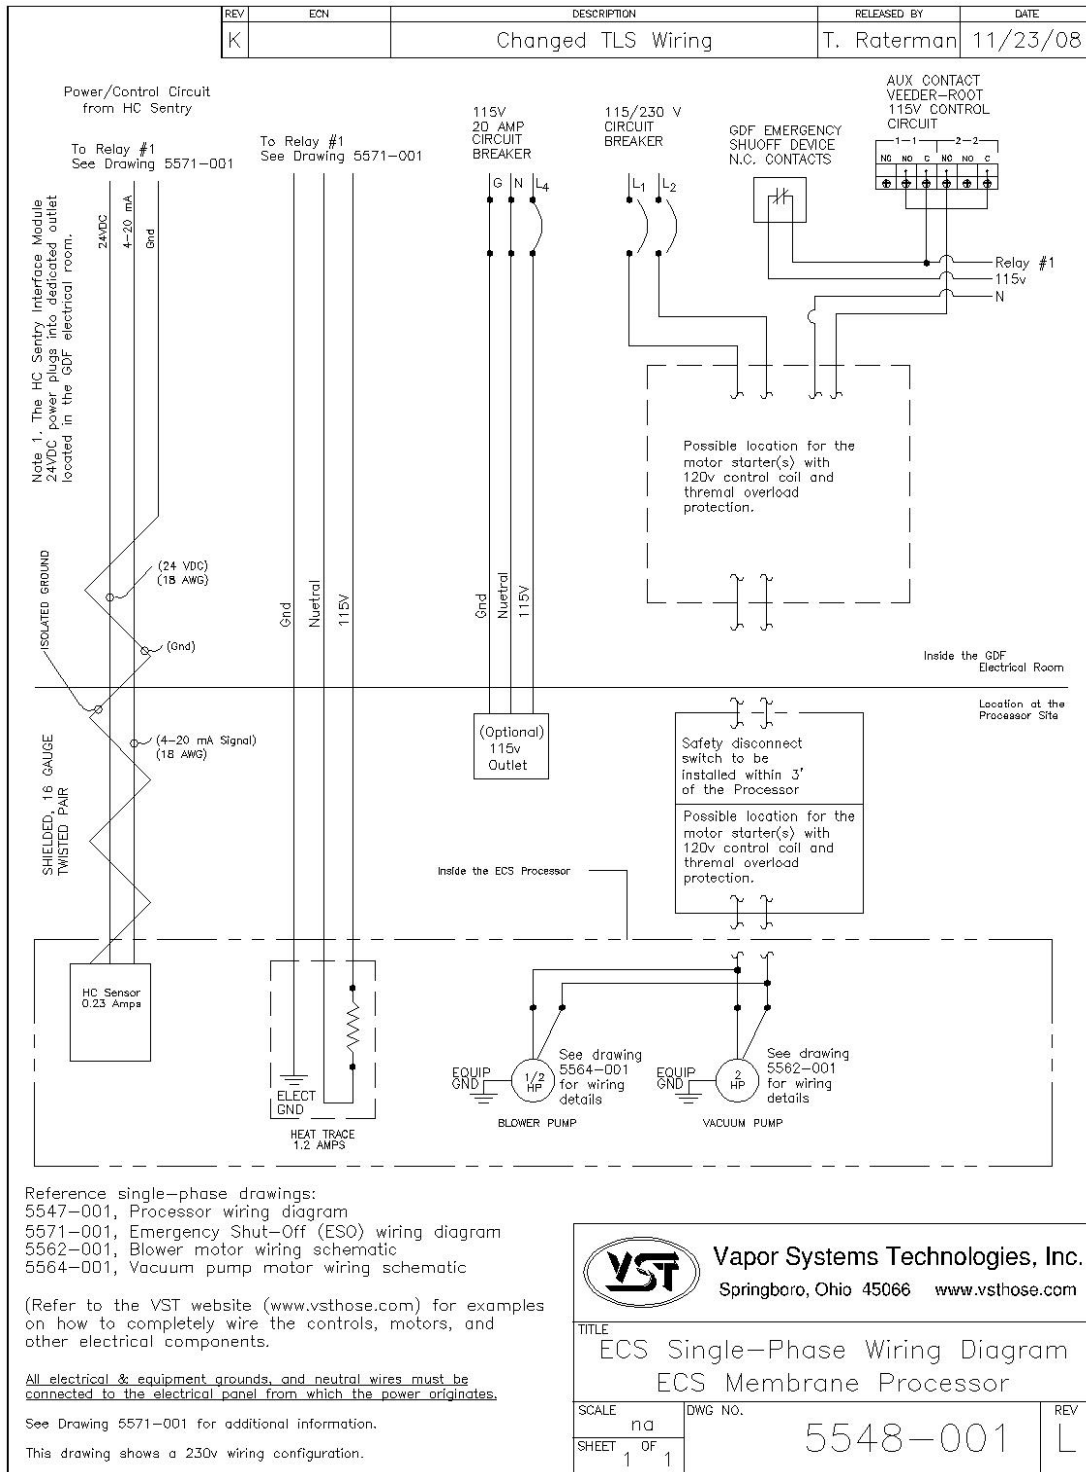 REV ECN DESCRIPTION RELEASED BY DATE
K Changed TLS Wiring T. Raterman 11/23/08
Power/Control Circuit
from HC Sentry
To Relay #1
See Drawing 5571-001
To Relay #1
See Drawing 5571-001
115V
20 AMP
CIRCUIT
BREAKER
115/230 V
CIRCUIT
BREAKER
GDF EMERGENCY
SHUOFF DEVICE
N.C. CONTACTS
AUX CONTACT
VEEDER-ROOT
115V CONTROL
CIRCUIT
1-1 2-2
NC NO C NC NO C
G N L4
L1 L2
24VDC
4-20 mA
Gnd
Relay #1
115v
N
Note 1. The HC Sentry Interface Module
24VDC power plugs into dedicated outlet
located in the GDF electrical room.
Possible location for the
motor starter(s) with
120v control coil and
thremal overload
protection.
ISOLATED GROUND
(24 VDC)
(18 AWG)
(Gnd)
Gnd
Nuetral
115V
Gnd
Nuetral
115V
Inside the GDF
Electrical Room
Location at the
Processor Site
(4-20 mA Signal)
(18 AWG)
SHIELDED, 16 GAUGE
TWISTED PAIR
(Optional)
115v
Outlet
Safety disconnect
switch to be
installed within 3'
of the Processor
Possible location for the
motor starter(s) with
120v control coil and
thremal overload
protection.
Inside the ECS Processor
HC Sensor
0.23 Amps
ELECT
GND
HEAT TRACE
1.2 AMPS
EQUIP
GND
1/2
HP
See drawing
5564-001
for wiring
details
BLOWER PUMP
EQUIP
GND
2
HP
See drawing
5562-001
for wiring
details
VACUUM PUMP
Reference single-phase drawings:
5547-001, Processor wiring diagram
5571-001, Emergency Shut-Off (ESO) wiring diagram
5562-001, Blower motor wiring schematic
5564-001, Vacuum pump motor wiring schematic
(Refer to the VST website (www.vsthose.com) for examples
on how to completely wire the controls, motors, and
other electrical components.
All electrical & equipment grounds, and neutral wires must be
connected to the electrical panel from which the power originates.
See Drawing 5571-001 for additional information.
This drawing shows a 230v wiring configuration.
VST
Vapor Systems Technologies, Inc.
Springboro, Ohio 45066 www.vsthose.com
TITLE
ECS Single-Phase Wiring Diagram
ECS Membrane Processor
SCALE
na
DWG NO.
5548-001
REV
L
SHEET 1 OF 1